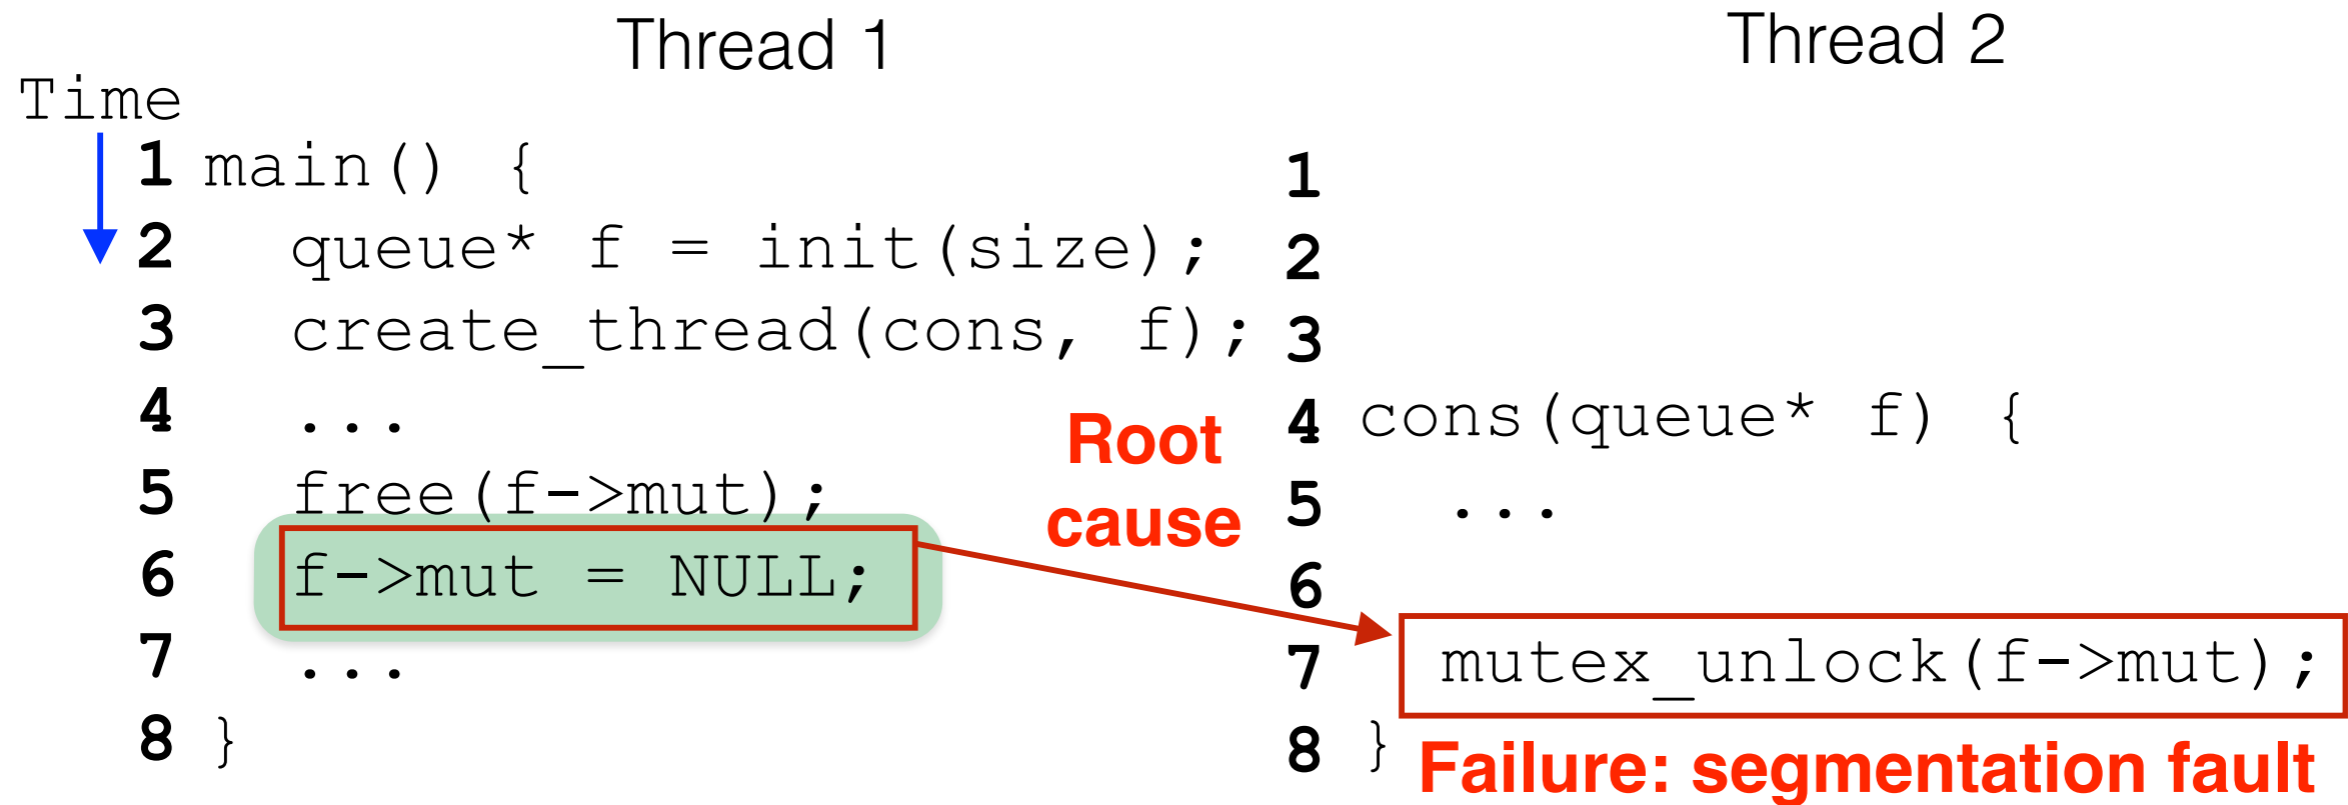 Thread 1
Thread 2
Time
1 main() {
2 queue* f = init(size);
3 create_thread(cons, f);
4 ...
5 free(f->mut);
6 f->mut = NULL;
7 ...
8 }
Root
cause
1
2
3
4 cons(queue* f) {
5 ...
6
7 mutex_unlock(f->mut);
8 }
Failure: segmentation fault